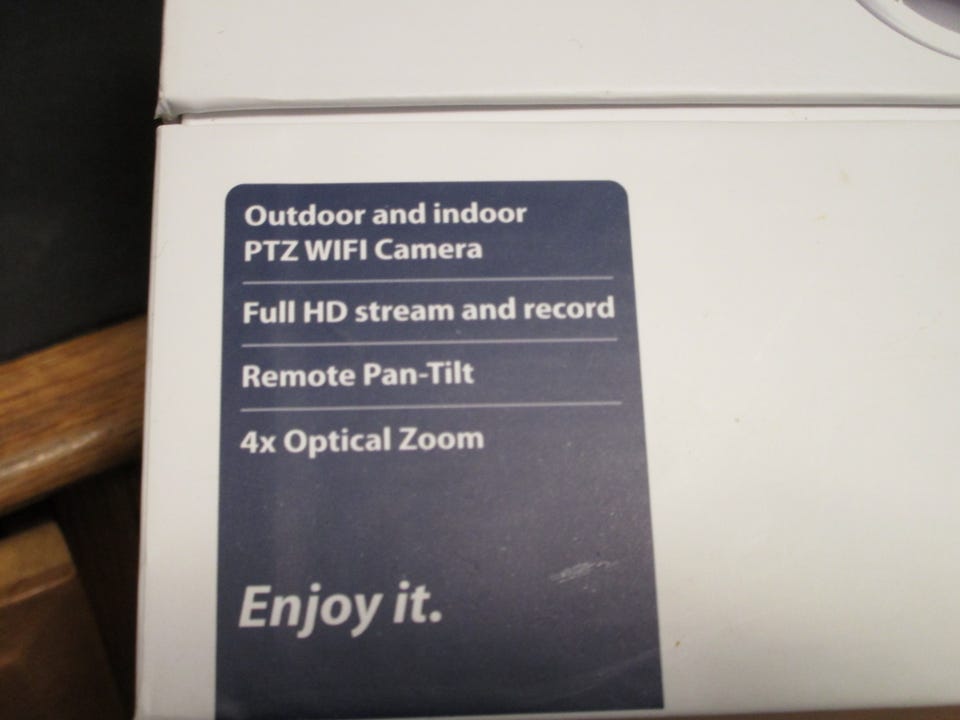 Outdoor and indoor
PTZ WIFI Camera
Full HD stream and record
Remote Pan-Tilt
4x Optical Zoom
Enjoy it.